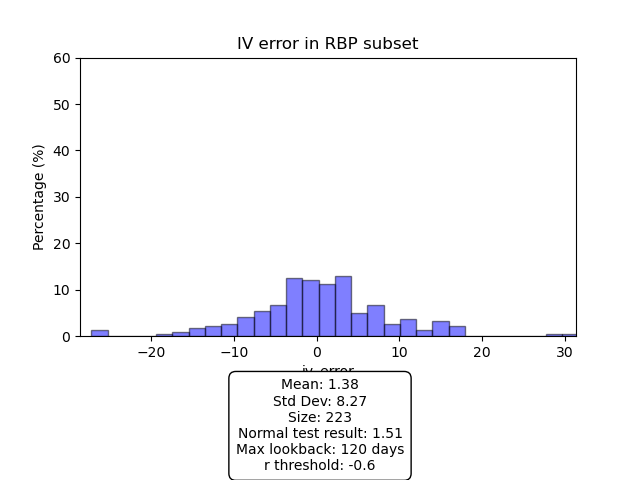 IV error in RBP subset
60
50
40
30
20
10
0
Percentage (%)
−20
−10
0
10
20
30
iv_error
Mean: 1.38
Std Dev: 8.27
Size: 223
Normal test result: 1.51
Max lookback: 120 days
r threshold: -0.6